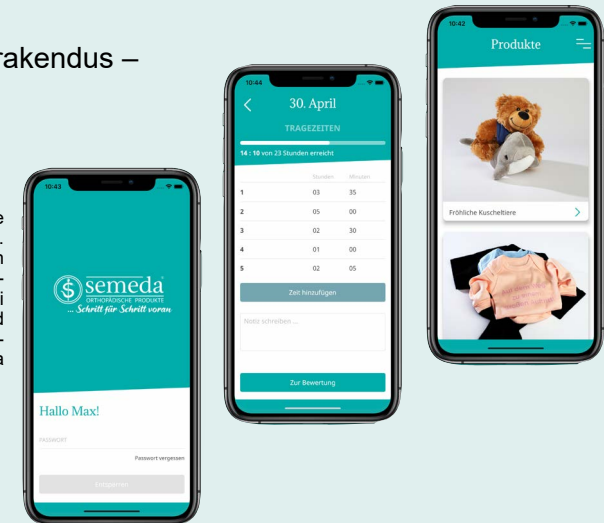 rakendus –
e
.
n
-
i
d
-
a
10:43
semeda
ORTHOPÄDISCHE PRODUKTE
... Schritt für Schritt voran
Hallo Max!
PASSWORT
Passwort vergessen
Entsperren
10:44
30. April
TRAGEZEITEN
14 : 10 von 23 Stunden erreicht
Stunden Minuten
1 03 35
2 05 00
3 02 30
4 01 00
5 02 05
Zeit hinzufügen
Notiz schreiben ...
Zur Bewertung
10:42
Produkte
Fröhliche Kuscheltiere